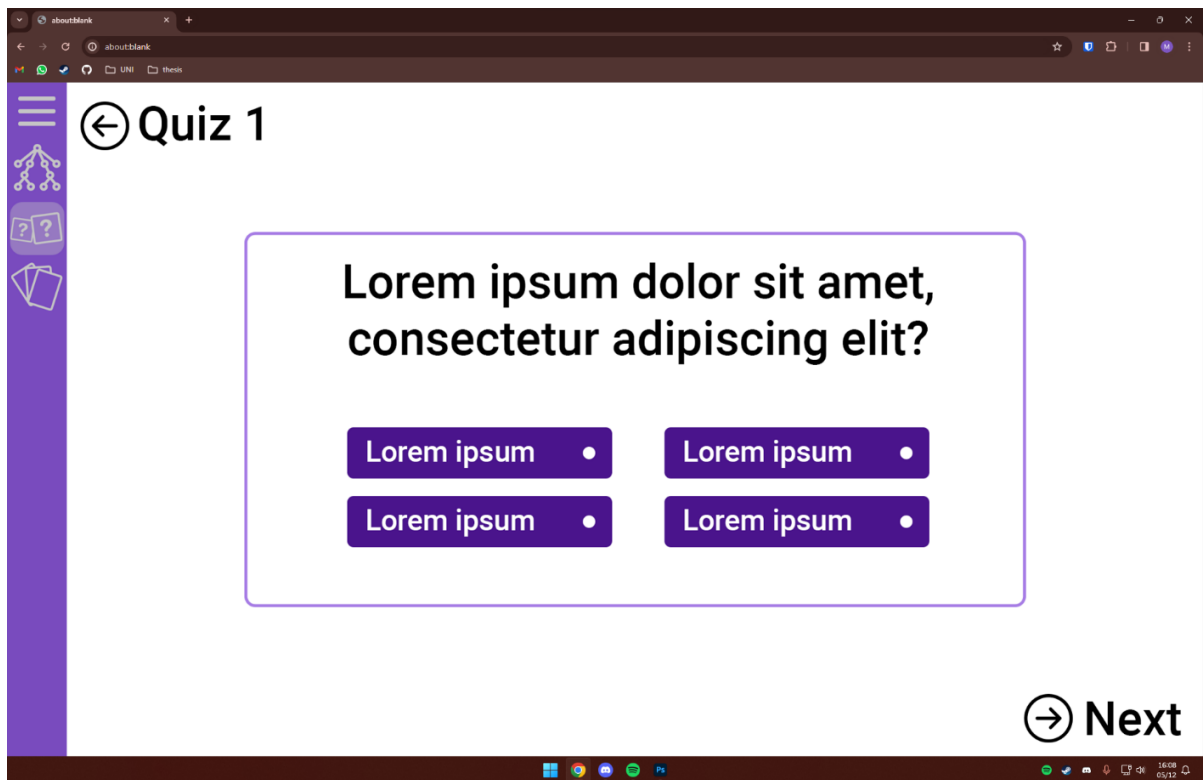 about:blank
about:blank
UNI thesis
Quiz 1
? ?
Lorem ipsum dolor sit amet,
consectetur adipiscing elit?
Lorem ipsum Lorem ipsum
Lorem ipsum Lorem ipsum
Next
M
Ps
16:08
05/12